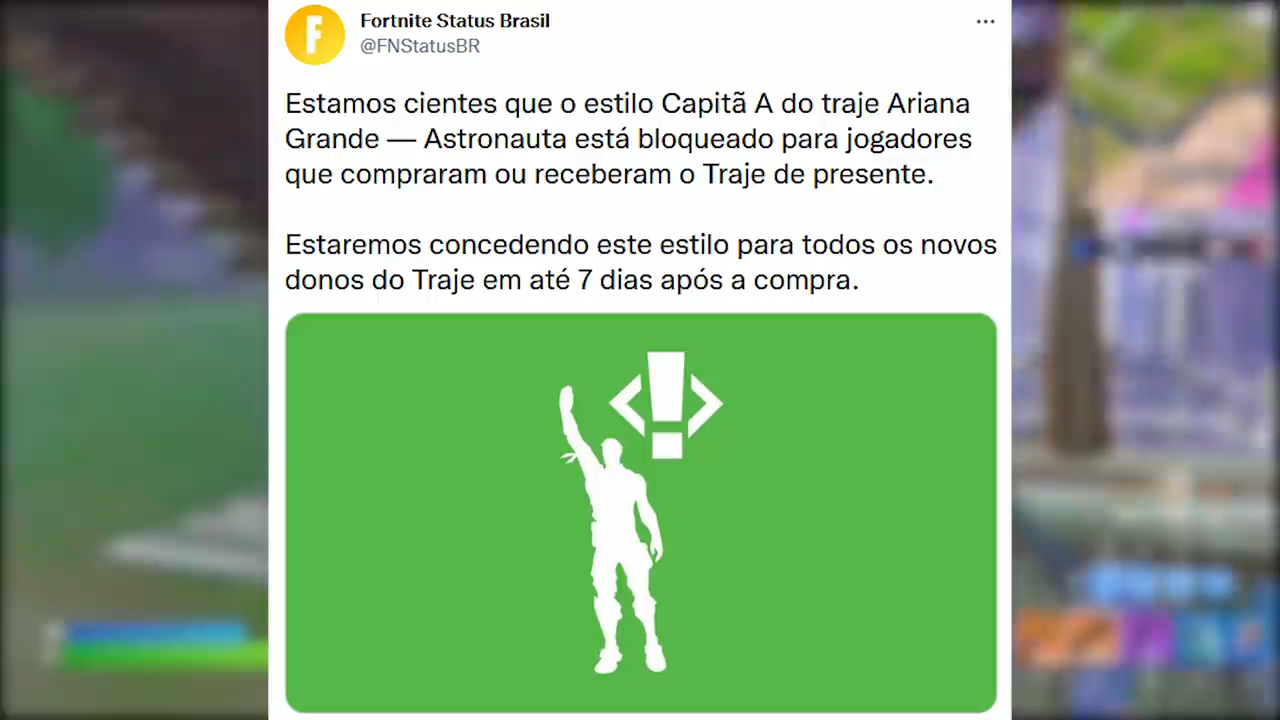 Fortnite Status Brasil
@FNStatusBR
Estamos cientes que o estilo Capitã A do traje Ariana
Grande — Astronauta está bloqueado para jogadores
que compraram ou receberam o Traje de presente.
Estaremos concedendo este estilo para todos os novos
donos do Traje em até 7 dias após a compra.